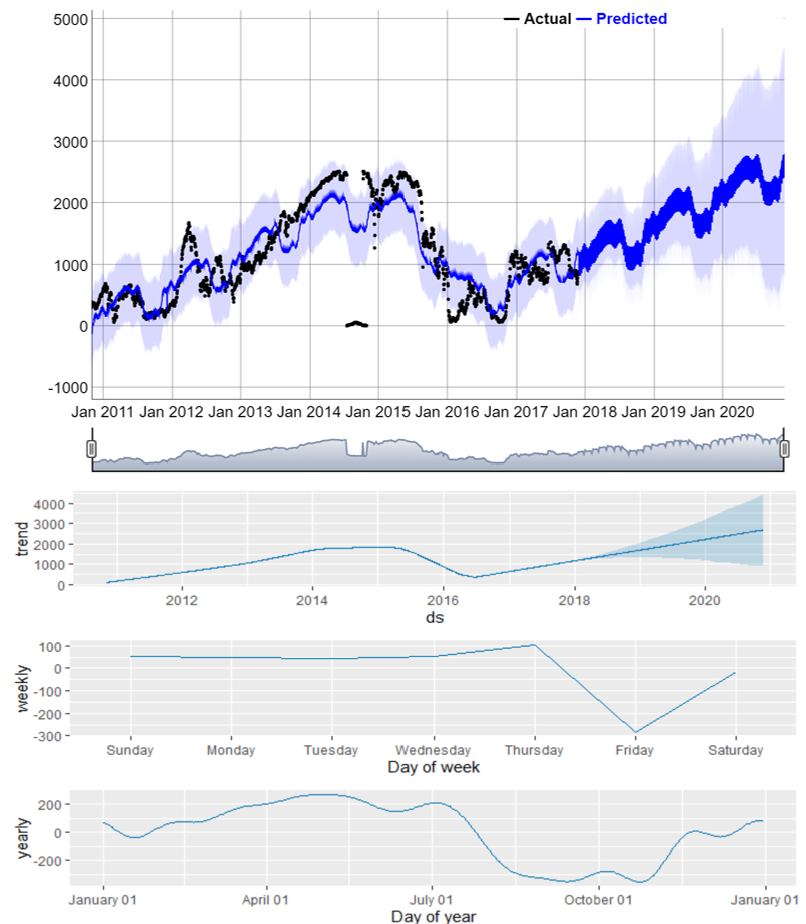 Actual Predicted
5000
4000
3000
2000
1000
0
-1000
Jan 2011 Jan 2012 Jan 2013 Jan 2014 Jan 2015 Jan 2016 Jan 2017 Jan 2018 Jan 2019 Jan 2020
trend
4000
3000
2000
1000
0
2012 2014 2016 2018 2020
ds
weekly
100
0
-100
-200
-300
Sunday Monday Tuesday Wednesday Thursday Friday Saturday
Day of week
yearly
200
0
-200
January 01 April 01 July 01 October 01 January 01
Day of year